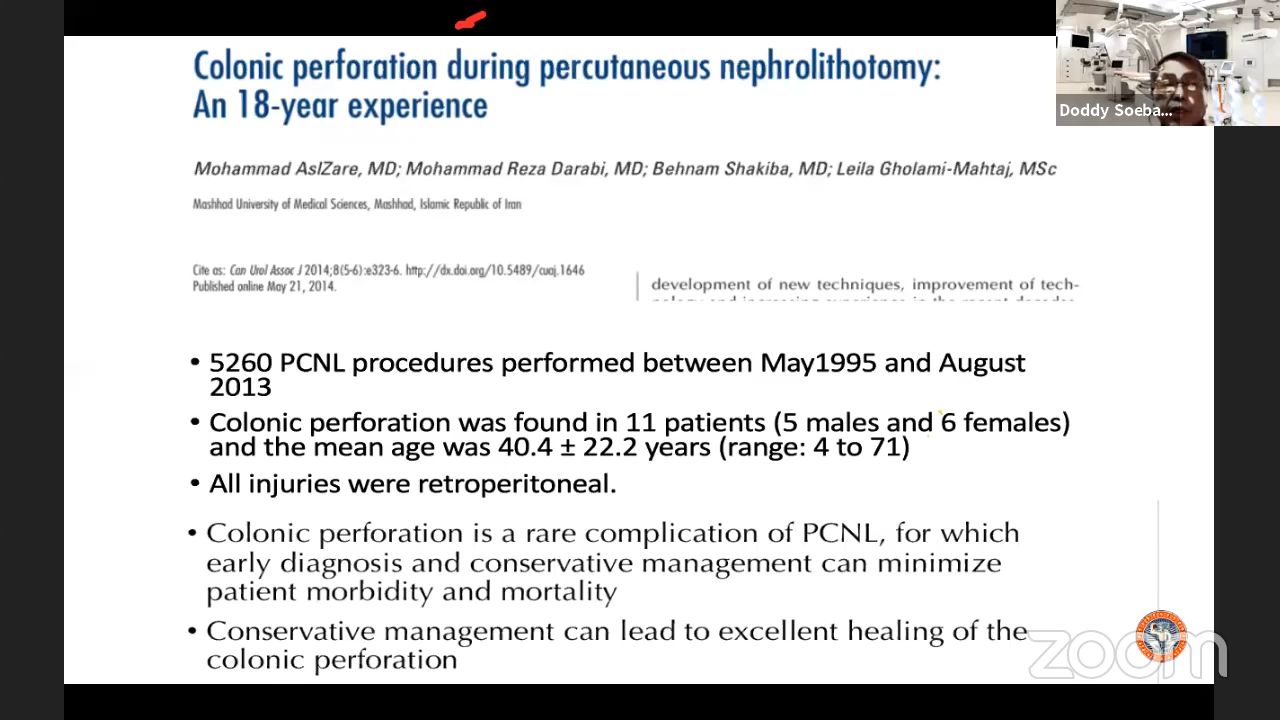 Colonic perforation during percutaneous nephrolithotomy:
An 18-year experience
Doddy Soeba...
Mohammad AslZare, MD; Mohammad Reza Darabi, MD; Behnam Shakiba, MD; Leila Gholami-Mahtaj, MSc
Mashhad University of Medical Sciences, Mashhad, Islamic Republic of Iran
Cite as: Can Urol Assoc J 2014;8(5-6):e323-6. http://dx.doi.org/10.5489/cuaj.1646
Published online May 21, 2014.
development of new techniques, improvement of tech-
• 5260 PCNL procedures performed between May1995 and August
2013
• Colonic perforation was found in 11 patients (5 males and 6 females)
and the mean age was 40.4 ± 22.2 years (range: 4 to 71)
• All injuries were retroperitoneal.
• Colonic perforation is a rare complication of PCNL, for which
early diagnosis and conservative management can minimize
patient morbidity and mortality
• Conservative management can lead to excellent healing of the
colonic perforation
zoom